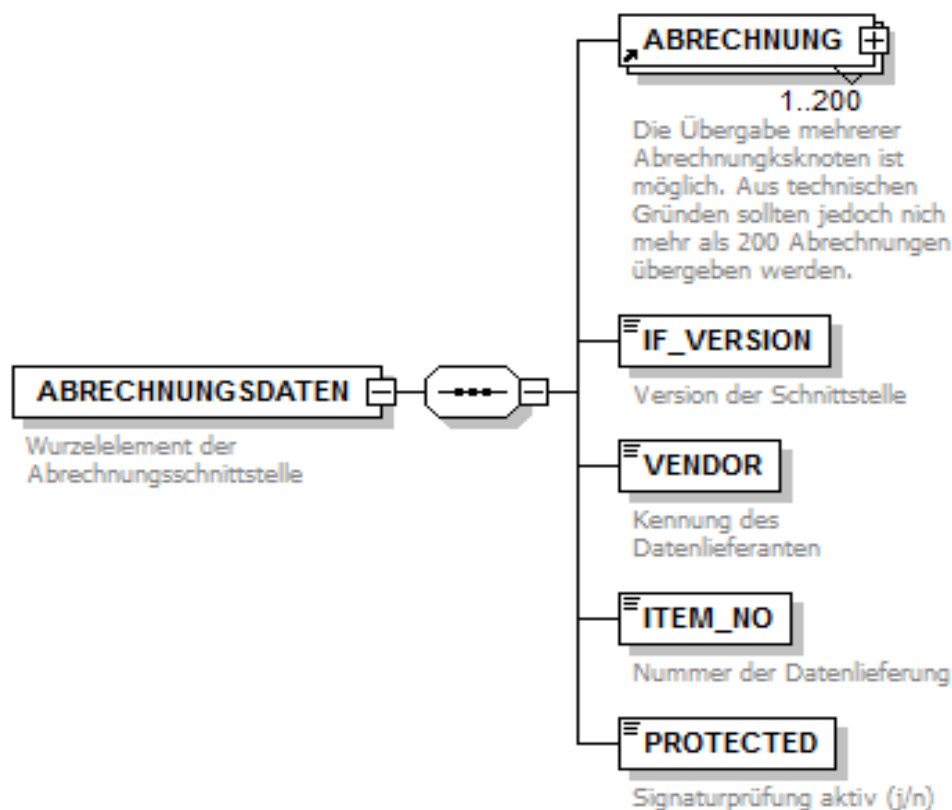 ABRECHNUNG
1..200
Die Übergabe mehrerer
Abrechnungksknoten ist
möglich. Aus technischen
Gründen sollten jedoch nich
mehr als 200 Abrechnungen
übergeben werden.
IF_VERSION
Version der Schnittstelle
ABRECHNUNGSDATEN
Wurzelelement der
Abrechnungsschnittstelle
VENDOR
Kennung des
Datenlieferanten
ITEM_NO
Nummer der Datenlieferung
PROTECTED
Signaturprüfung aktiv (j/n)